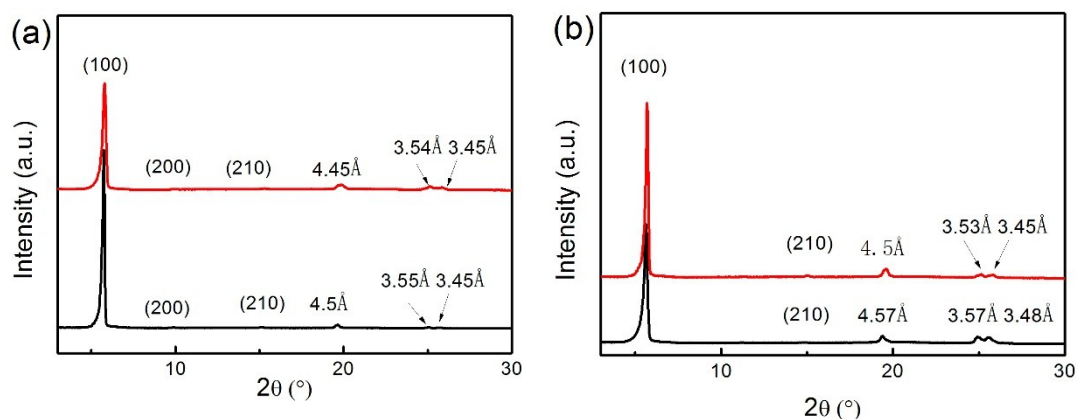 (a)
Intensity (a.u.)
(100)
(200) (210) 4.45Å 3.54Å 3.45Å
(200) (210) 4.5Å 3.55Å 3.45Å
10 20 30
2θ (°)
(b)
Intensity (a.u.)
(100)
(210) 4.5Å 3.53Å 3.45Å
(210) 4.57Å 3.57Å 3.48Å
10 20 30
2θ (°)